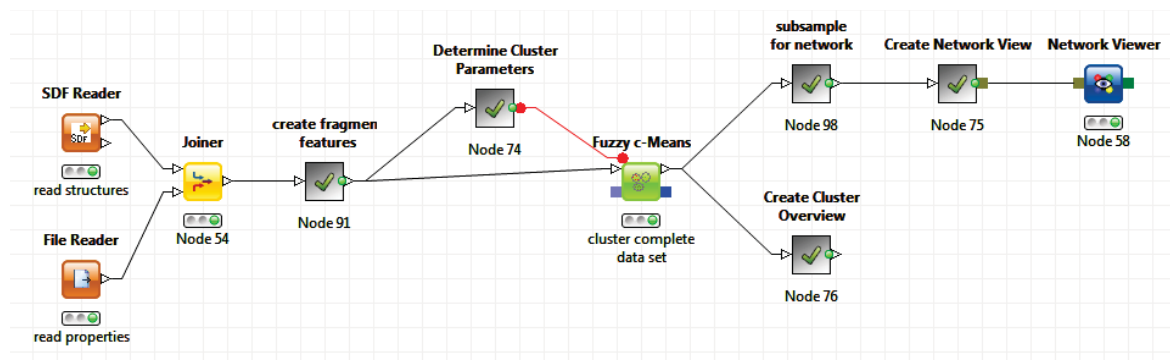 SDF Reader
SDF
read structures
File Reader
read properties
Joiner
Node 54
create fragmen
features
Node 91
Determine Cluster
Parameters
Node 74
Fuzzy c-Means
cluster complete
data set
subsample
for network
Node 98
Create Network View
Node 75
Network Viewer
Node 58
Create Cluster
Overview
Node 76